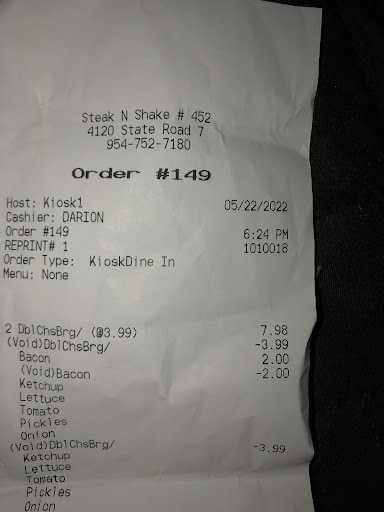 Steak N Shake # 452
4120 State Road 7
954-752-7180
Order #149
Host: Kiosk1 05/22/2022
Cashier: DARION
Order #149 6:24 PM
REPRINT# 1 1010018
Order Type: KioskDine In
Menu: None
2 DblChsBrg/ (@3.99) 7.98
(Void)DblChsBrg/ -3.99
Bacon 2.00
(Void)Bacon -2.00
Ketchup
Lettuce
Tomato
Pickles
Onion
(Void)DblChsBrg/ -3.99
Ketchup
Lettuce
Tomato
Pickles
Onion